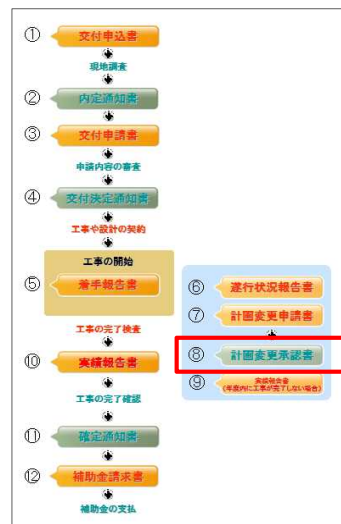 ① 交付申込書
現地調査
② 内定通知書
③ 交付申請書
申請内容の審査
④ 交付決定通知書
工事や設計の契約
工事の開始
⑤ 着手報告書
工事の完了検査
⑩ 実績報告書
工事の完了確認
⑪ 確定通知書
⑫ 補助金請求書
補助金の支払
⑥ 遂行状況報告書
⑦ 計画変更申請書
⑧ 計画変更承認書
⑨ 実績報告書
(年度内に工事が完了しない場合)